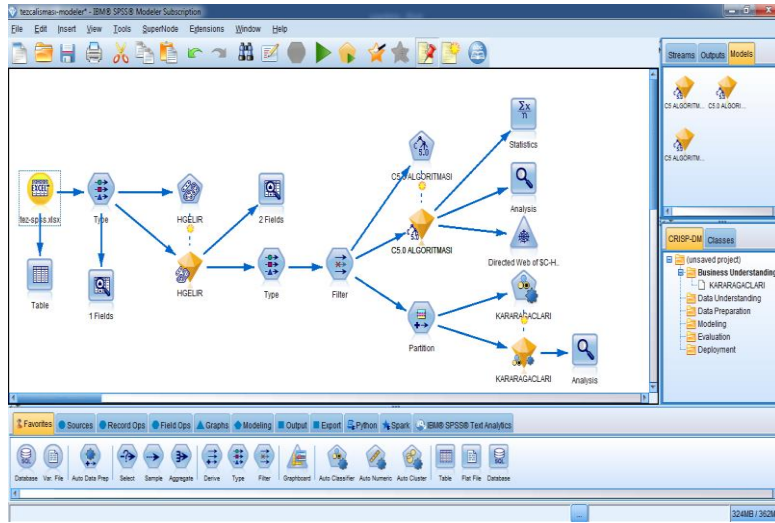 tezcalismasi-modeler* - IBM® SPSS® Modeler Subscription
File Edit Insert View Tools SuperNode Extensions Window Help
Streams Outputs Models
C5 ALGORITM... C5.0 ALGORI...
C5 ALGORITM...
Σx
n
Statistics
5.0
C5.0 ALGORITMASI
EXCEL
tez-spss.xlsx
Type
HGELIR
2 Fields
Analysis
C5.0 ALGORITMASI
Directed Web of $C-H...
Table
1 Fields
HGELIR
Type
Filter
KARARAGACLARI
Partition
KARARAGACLARI
Analysis
CRISP-DM Classes
(unsaved project)
Business Understanding
KARARAGACLARI
Data Understanding
Data Preparation
Modeling
Evaluation
Deployment
Favorites Sources Record Ops Field Ops Graphs Modeling Output Export Python Spark IBM® SPSS® Text Analytics
Database Var. File Auto Data Prep Select Sample Aggregate Derive Type Filter Graphboard Auto Classifier Auto Numeric Auto Cluster Table Flat File Database
...
324MB / 362M